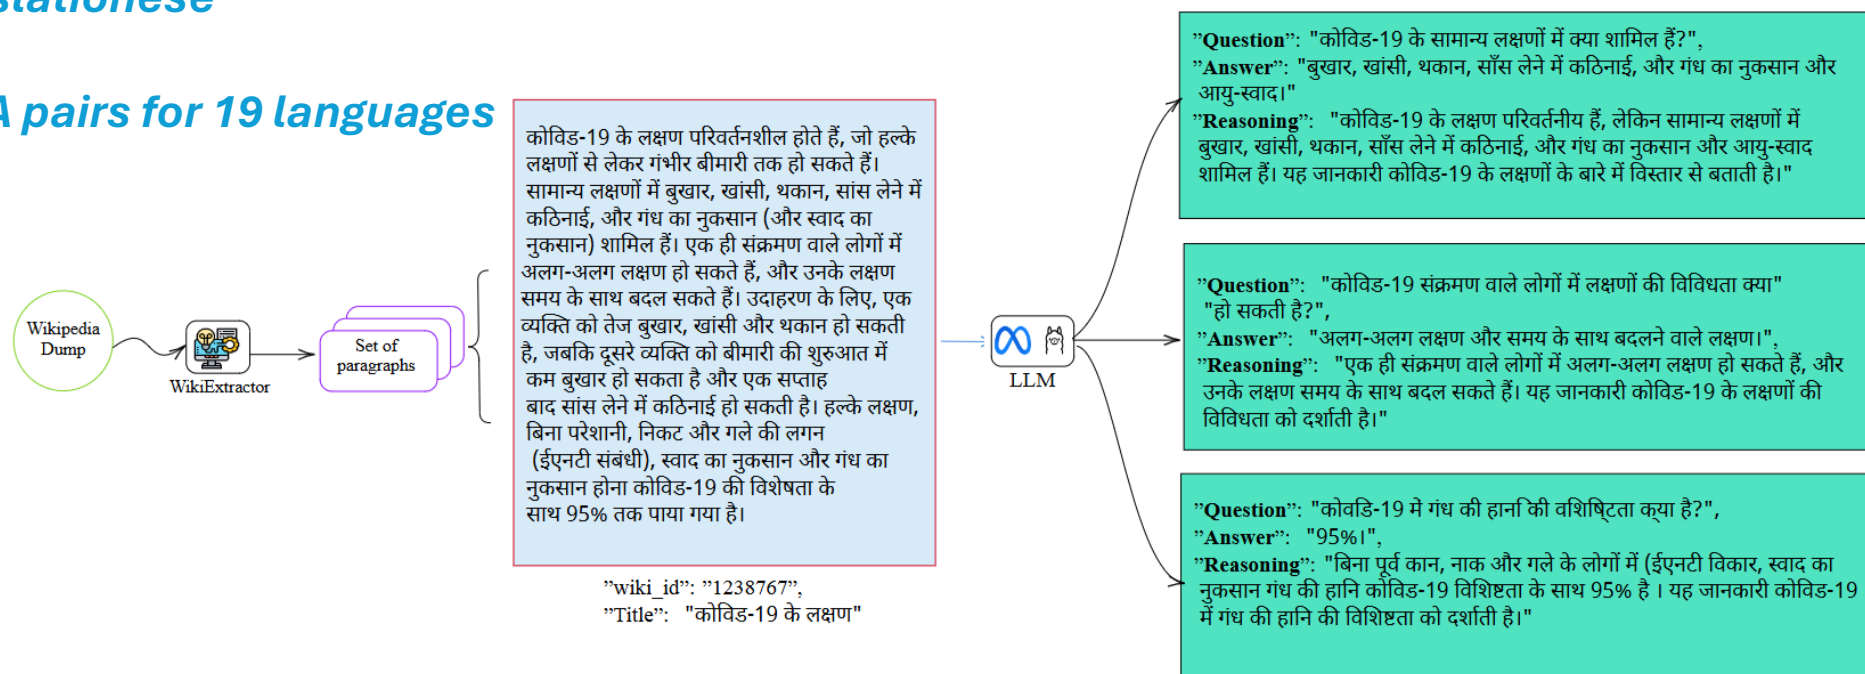 stationese
A pairs for 19 languages
Wikipedia
Dump
WikiExtractor
Set of
paragraphs
कोविड-19 के लक्षण परिवर्तनशील होते हैं, जो हल्के
लक्षणों से लेकर गंभीर बीमारी तक हो सकते हैं।
सामान्य लक्षणों में बुखार, खांसी, थकान, सांस लेने में
कठिनाई, और गंध का नुकसान (और स्वाद का
नुकसान) शामिल हैं। एक ही संक्रमण वाले लोगों में
अलग-अलग लक्षण हो सकते हैं, और उनके लक्षण
समय के साथ बदल सकते हैं। उदाहरण के लिए, एक
व्यक्ति को तेज बुखार, खांसी और थकान हो सकती
है, जबकि दूसरे व्यक्ति को बीमारी की शुरुआत में
कम बुखार हो सकता है और एक सप्ताह
बाद सांस लेने में कठिनाई हो सकती है। हल्के लक्षण,
बिना परेशानी, निकट और गले की लगन
(ईएनटी संबंधी), स्वाद का नुकसान और गंध का
नुकसान होना कोविड-19 की विशेषता के
साथ 95% तक पाया गया है।
”wiki_id”: ”1238767”,
”Title”: "कोविड-19 के लक्षण"
LLM
”Question”: "कोविड-19 के सामान्य लक्षणों में क्या शामिल हैं?",
”Answer”: "बुखार, खांसी, थकान, साँस लेने में कठिनाई, और गंध का नुकसान और
आयु-स्वाद।"
”Reasoning”: "कोविड-19 के लक्षण परिवर्तनीय हैं, लेकिन सामान्य लक्षणों में
बुखार, खांसी, थकान, साँस लेने में कठिनाई, और गंध का नुकसान और आयु-स्वाद
शामिल हैं। यह जानकारी कोविड-19 के लक्षणों के बारे में विस्तार से बताती है।"
”Question”: "कोविड-19 संक्रमण वाले लोगों में लक्षणों की विविधता क्या"
"हो सकती है?",
”Answer”: "अलग-अलग लक्षण और समय के साथ बदलने वाले लक्षण।",
”Reasoning”: "एक ही संक्रमण वाले लोगों में अलग-अलग लक्षण हो सकते हैं, और
उनके लक्षण समय के साथ बदल सकते हैं। यह जानकारी कोविड-19 के लक्षणों की
विविधता को दर्शाती है।"
”Question”: "कोवडि-19 में गंध की हानि की वशिष्टिता क्या है?",
”Answer”: "95%।",
”Reasoning”: "बिना पूर्व कान, नाक और गले के लोगों में (ईएनटी विकार, स्वाद का
नुकसान गंध की हानि कोविड-19 विशिष्टता के साथ 95% है । यह जानकारी कोविड-19
में गंध की हानि की विशिष्टता को दर्शाती है।"